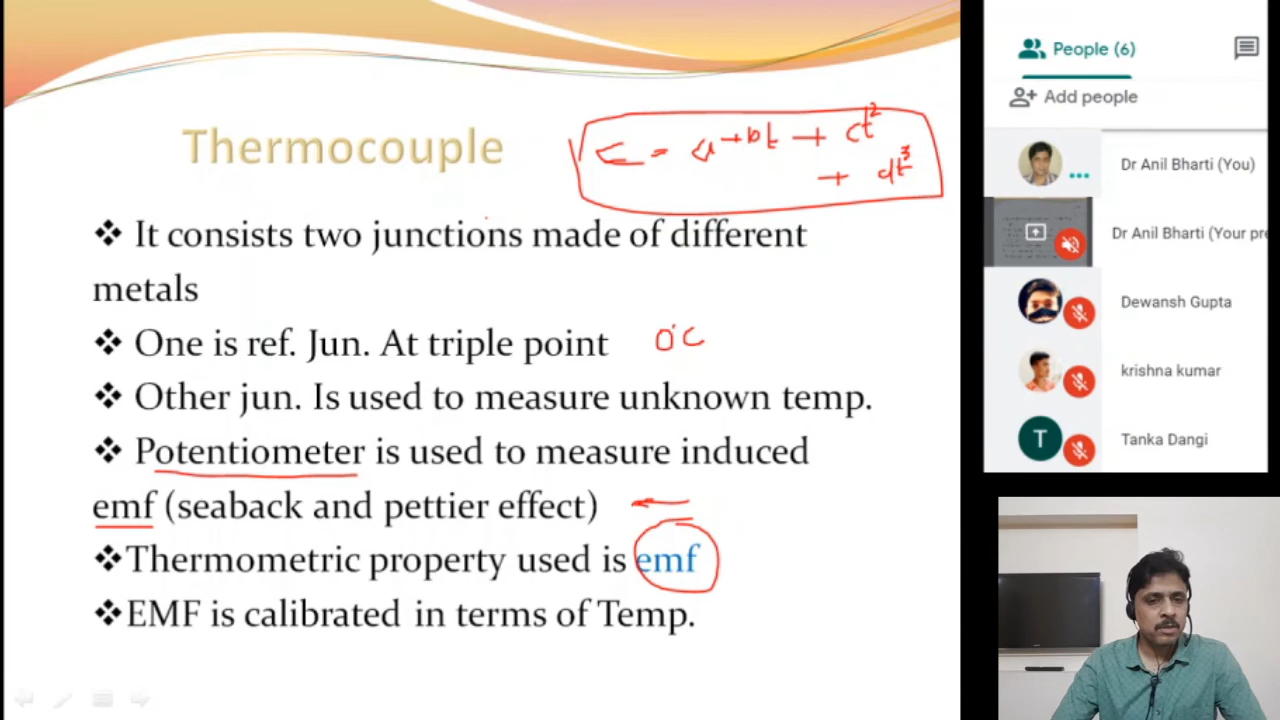 Thermocouple
ε = a + bt + ct²
+ dt³
❖ It consists two junctions made of different
metals
❖ One is ref. Jun. At triple point 0°C
❖ Other jun. Is used to measure unknown temp.
❖ Potentiometer is used to measure induced
emf (seaback and pettier effect) ←
❖Thermometric property used is emf
❖EMF is calibrated in terms of Temp.
People (6)
Add people
Dr Anil Bharti (You)
Dr Anil Bharti (Your pre
Dewansh Gupta
krishna kumar
T
Tanka Dangi